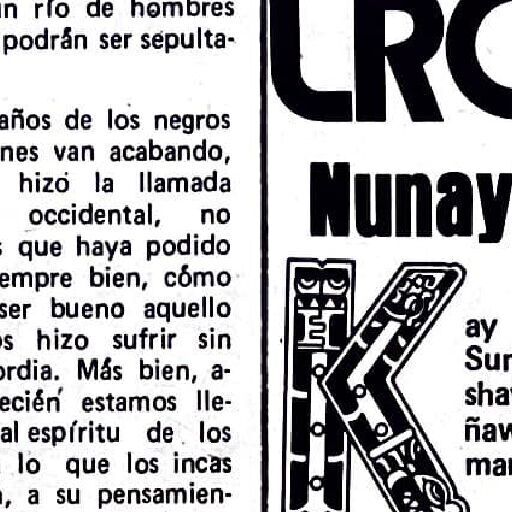 un río de hombres
podrán ser sepulta-
años de los negros
nes van acabando,
hizo la llamada
occidental, no
que haya podido
empre bien, cómo
ser bueno aquello
os hizo sufrir sin
ordia. Más bien, a-
ecién estamos lle-
al espíritu de los
lo que los incas
, a su pensamien-
LRC
Nunay
K
ay
Sur
shay
ñaw
mar